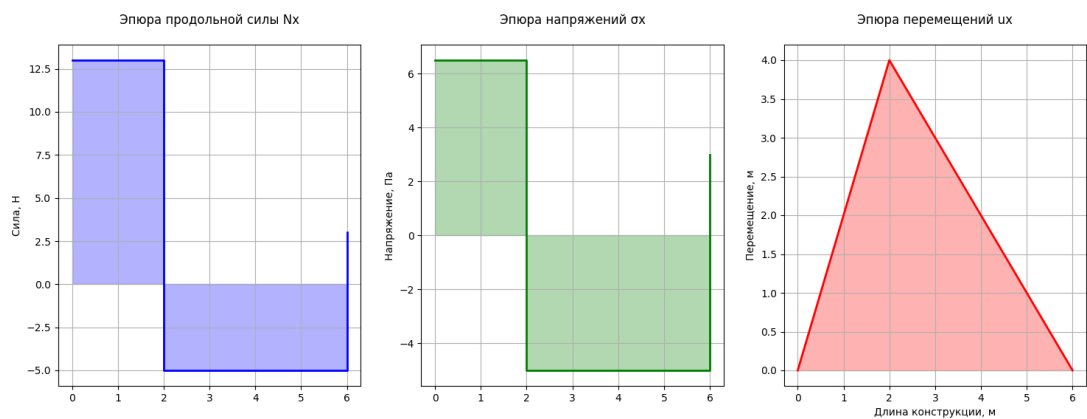 Эпюра продольной силы Nx
Эпюра напряжений σx
Эпюра перемещений ux
Сила, Н
12.5
10.0
7.5
5.0
2.5
0.0
−2.5
−5.0
0 1 2 3 4 5 6
Напряжение, Па
6
4
2
0
−2
−4
0 1 2 3 4 5 6
Перемещение, м
4.0
3.5
3.0
2.5
2.0
1.5
1.0
0.5
0.0
0 1 2 3 4 5 6
Длина конструкции, м